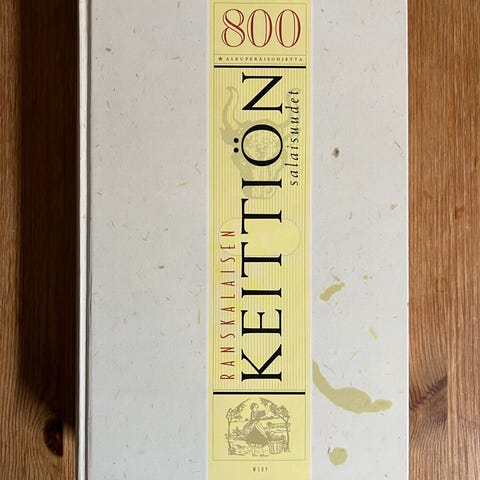 800
★ ALKUPERÄISOHJETTA
RANSKALAISEN
KEITTIÖN
salaisuudet
WSOY